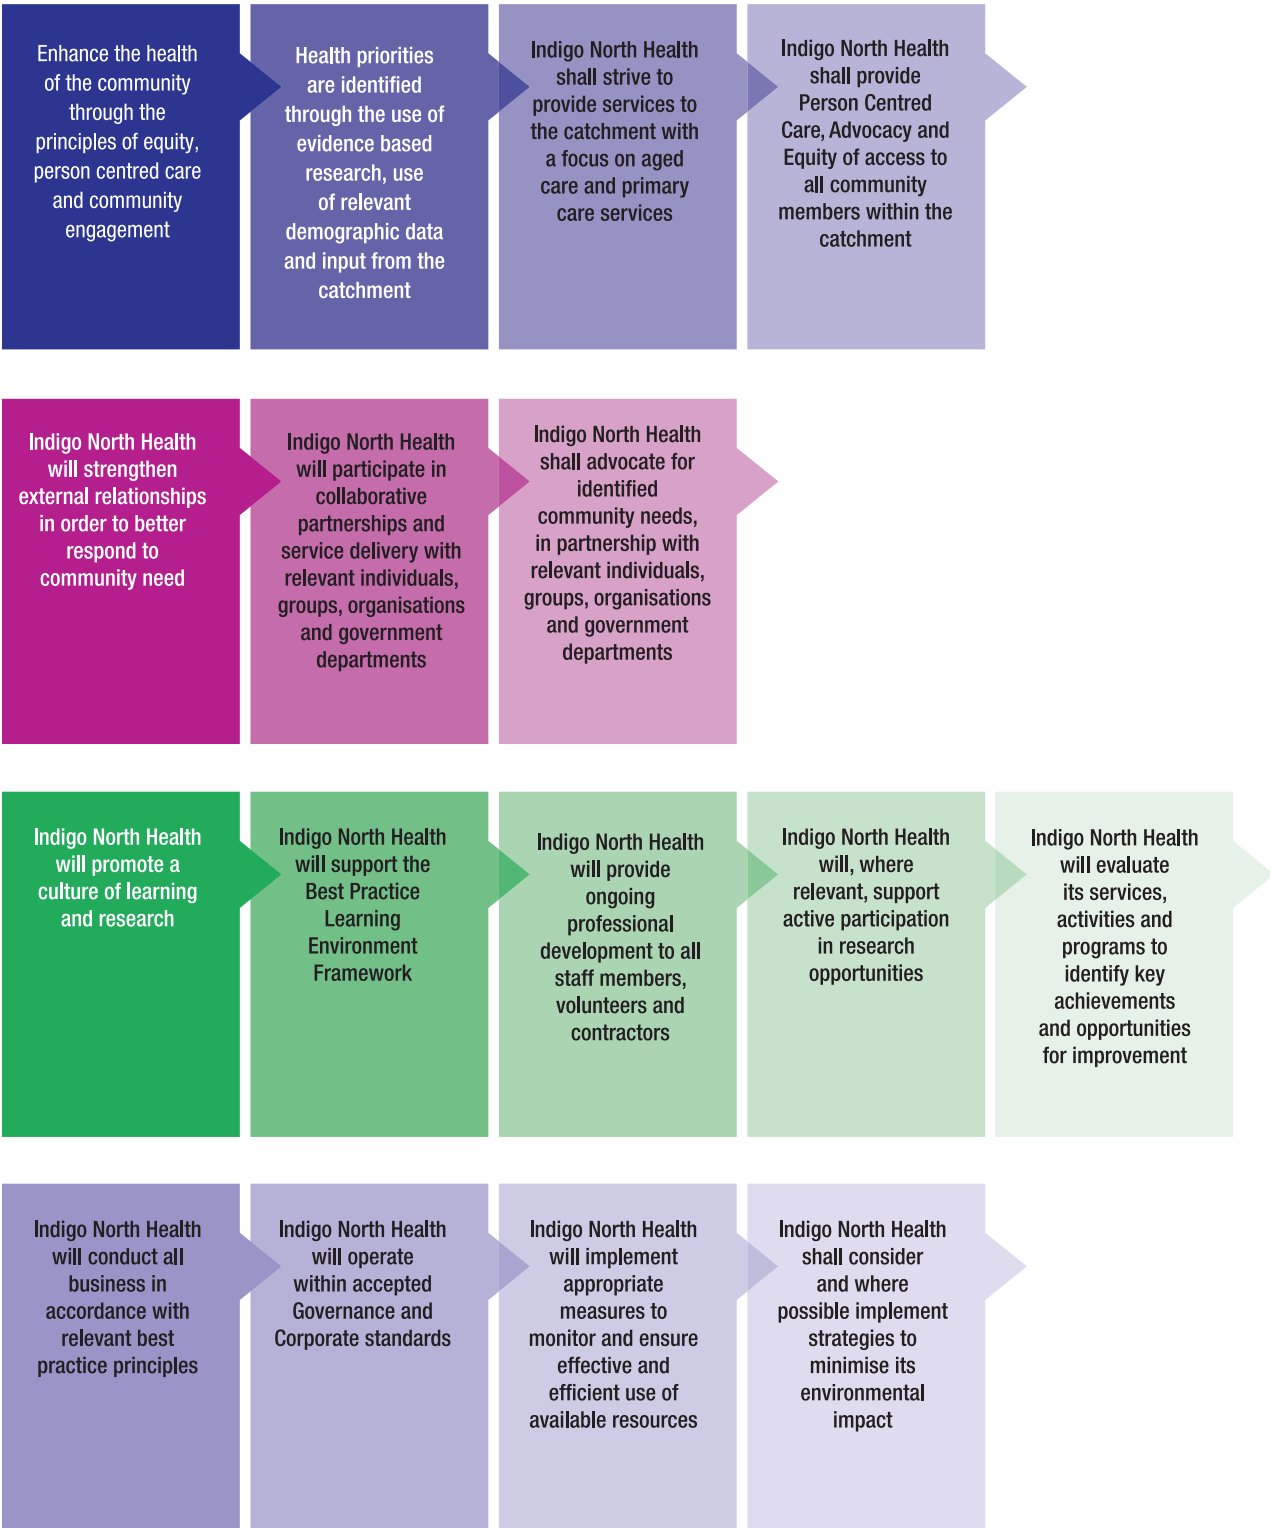 Enhance the health
of the community
through the
principles of equity,
person centred care
and community
engagement
Health priorities
are identified
through the use of
evidence based
research, use
of relevant
demographic data
and input from the
catchment
Indigo North Health
shall strive to
provide services to
the catchment with
a focus on aged
care and primary
care services
Indigo North Health
shall provide
Person Centred
Care, Advocacy and
Equity of access to
all community
members within the
catchment
Indigo North Health
will strengthen
external relationships
in order to better
respond to
community need
Indigo North Health
will participate in
collaborative
partnerships and
service delivery with
relevant individuals,
groups, organisations
and government
departments
Indigo North Health
shall advocate for
identified
community needs,
in partnership with
relevant individuals,
groups, organisations
and government
departments
Indigo North Health
will promote a
culture of learning
and research
Indigo North Health
will support the
Best Practice
Learning
Environment
Framework
Indigo North Health
will provide
ongoing
professional
development to all
staff members,
volunteers and
contractors
Indigo North Health
will, where
relevant, support
active participation
in research
opportunities
Indigo North Health
will evaluate
its services,
activities and
programs to
identify key
achievements
and opportunities
for improvement
Indigo North Health
will conduct all
business in
accordance with
relevant best
practice principles
Indigo North Health
will operate
within accepted
Governance and
Corporate standards
Indigo North Health
will implement
appropriate
measures to
monitor and ensure
effective and
efficient use of
available resources
Indigo North Health
shall consider
and where
possible implement
strategies to
minimise its
environmental
impact